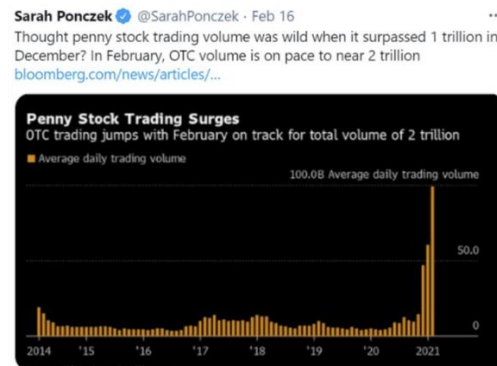 Sarah Ponczek @SarahPonczek · Feb 16
Thought penny stock trading volume was wild when it surpassed 1 trillion in
December? In February, OTC volume is on pace to near 2 trillion
bloomberg.com/news/articles/...
Penny Stock Trading Surges
OTC trading jumps with February on track for total volume of 2 trillion
Average daily trading volume
100.0B Average daily trading volume
50.0
0
2014 '15 '16 '17 '18 '19 '20 2021